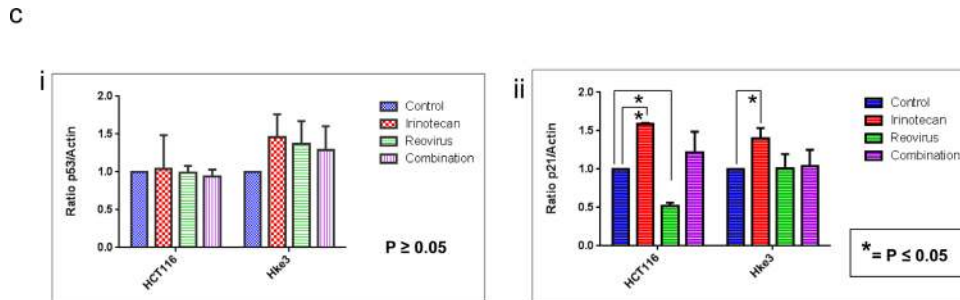 c
i
Ratio p53/Actin
2.0
1.5
1.0
0.5
0.0
HCT116
Hke3
Control
Irinotecan
Reovirus
Combination
P ≥ 0.05
ii
Ratio p21/Actin
2.0
1.5
1.0
0.5
0.0
*
*
*
HCT116
Hke3
Control
Irinotecan
Reovirus
Combination
*= P ≤ 0.05